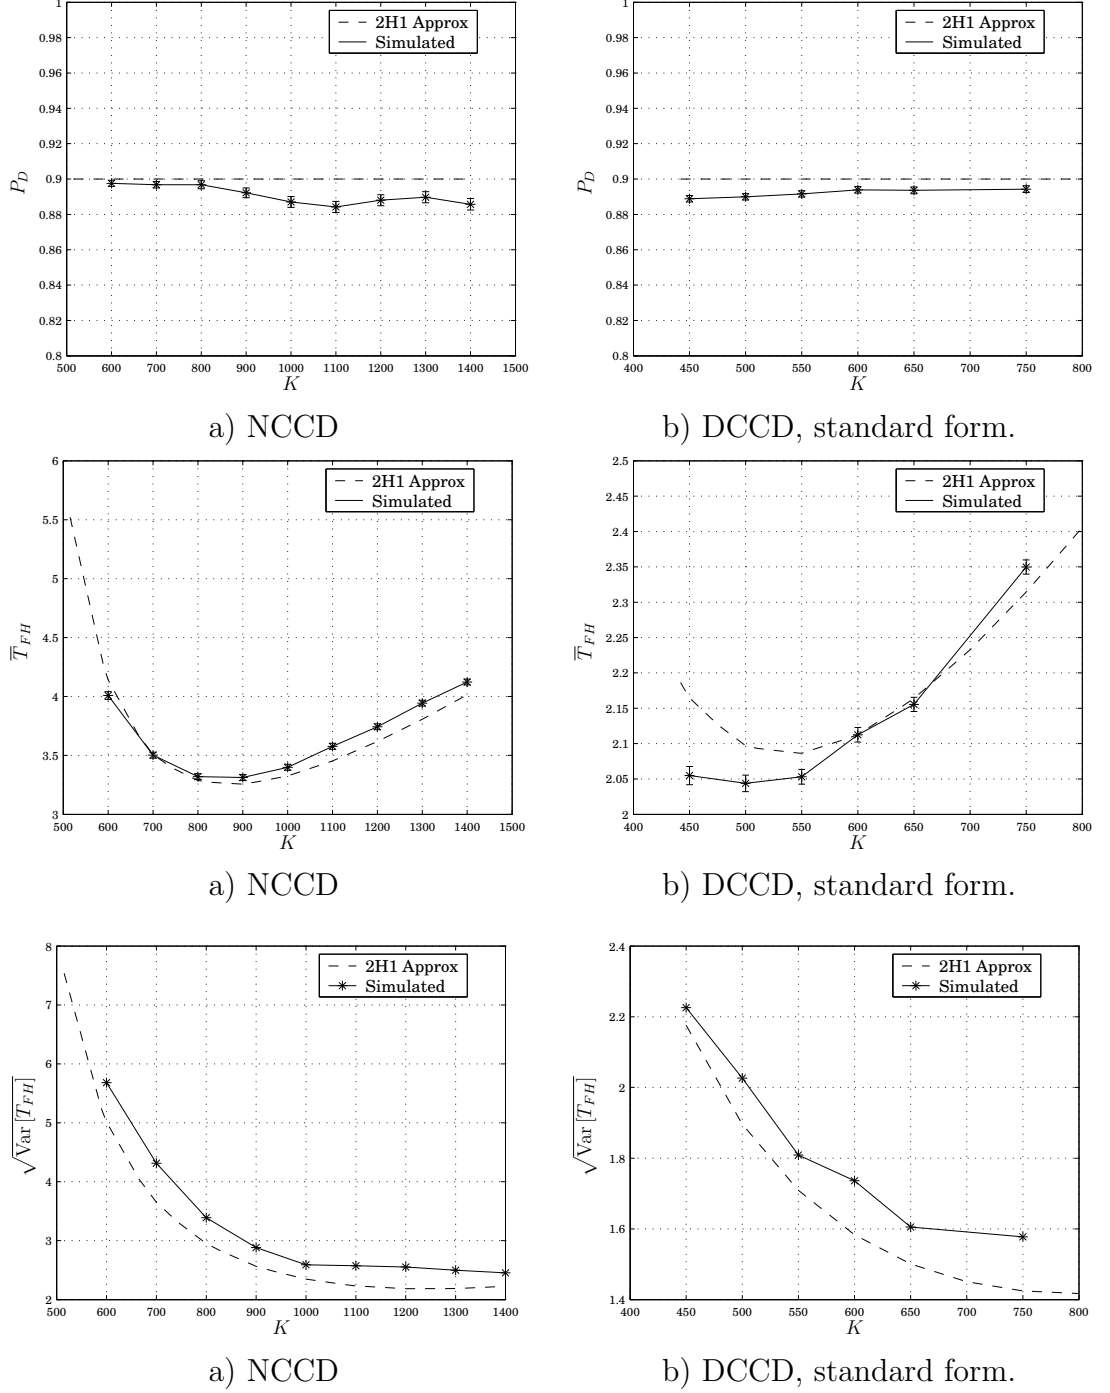 1
0.98
0.96
0.94
0.92
0.9
0.88
0.86
0.84
0.82
0.8
P_D
2H1 Approx
Simulated
500 600 700 800 900 1000 1100 1200 1300 1400 1500
K
a) NCCD
1
0.98
0.96
0.94
0.92
0.9
0.88
0.86
0.84
0.82
0.8
P_D
2H1 Approx
Simulated
400 450 500 550 600 650 700 750 800
K
b) DCCD, standard form.
6
5.5
5
4.5
4
3.5
3
T̅_FH
2H1 Approx
Simulated
500 600 700 800 900 1000 1100 1200 1300 1400 1500
K
a) NCCD
2.5
2.45
2.4
2.35
2.3
2.25
2.2
2.15
2.1
2.05
2
T̅_FH
2H1 Approx
Simulated
400 450 500 550 600 650 700 750 800
K
b) DCCD, standard form.
8
7
6
5
4
3
2
√Var [T_FH]
2H1 Approx
Simulated
500 600 700 800 900 1000 1100 1200 1300 1400
K
a) NCCD
2.4
2.2
2
1.8
1.6
1.4
√Var [T_FH]
2H1 Approx
Simulated
400 450 500 550 600 650 700 750 800
K
b) DCCD, standard form.